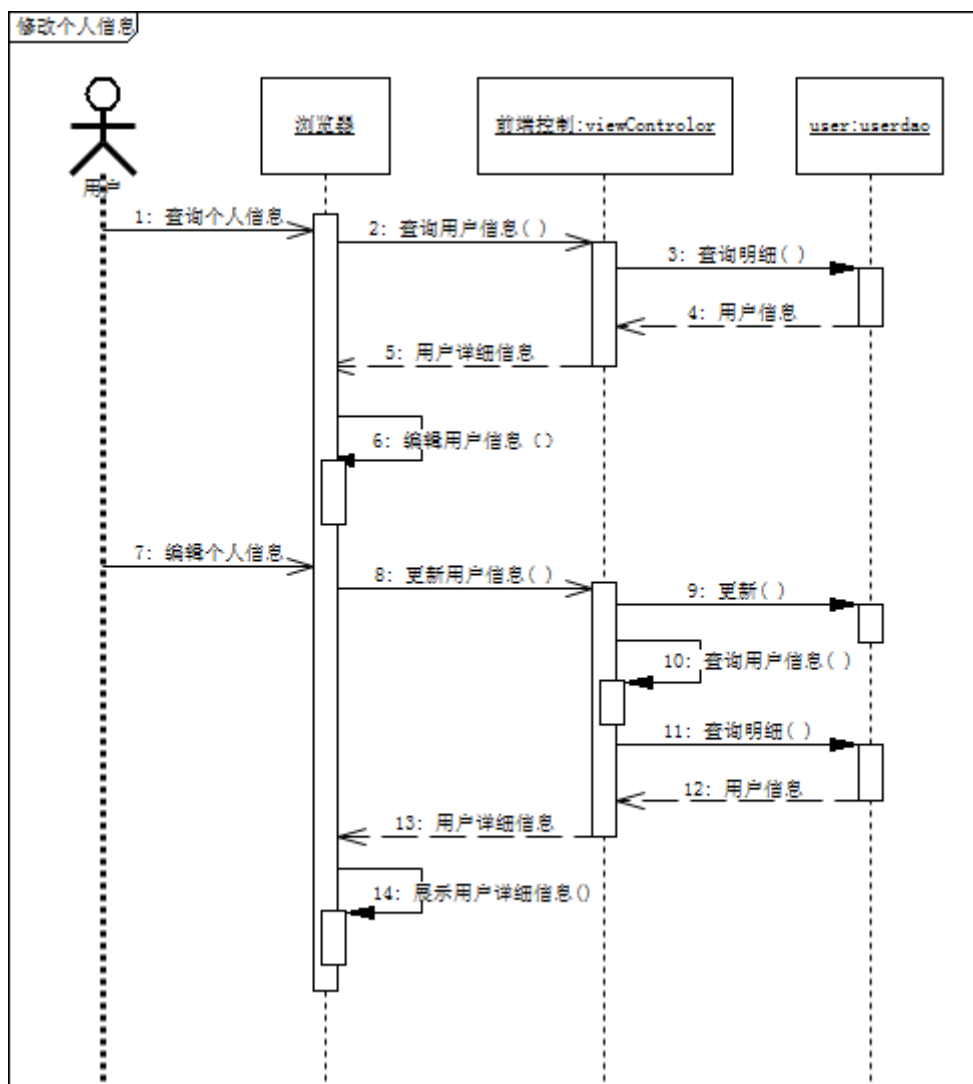 修改个人信息
用户
浏览器
前端控制:viewControlor
user:userdao
1: 查询个人信息
2: 查询用户信息()
3: 查询明细()
4: 用户信息
5: 用户详细信息
6: 编辑用户信息 ()
7: 编辑个人信息
8: 更新用户信息()
9: 更新()
10: 查询用户信息()
11: 查询明细()
12: 用户信息
13: 用户详细信息
14: 展示用户详细信息()